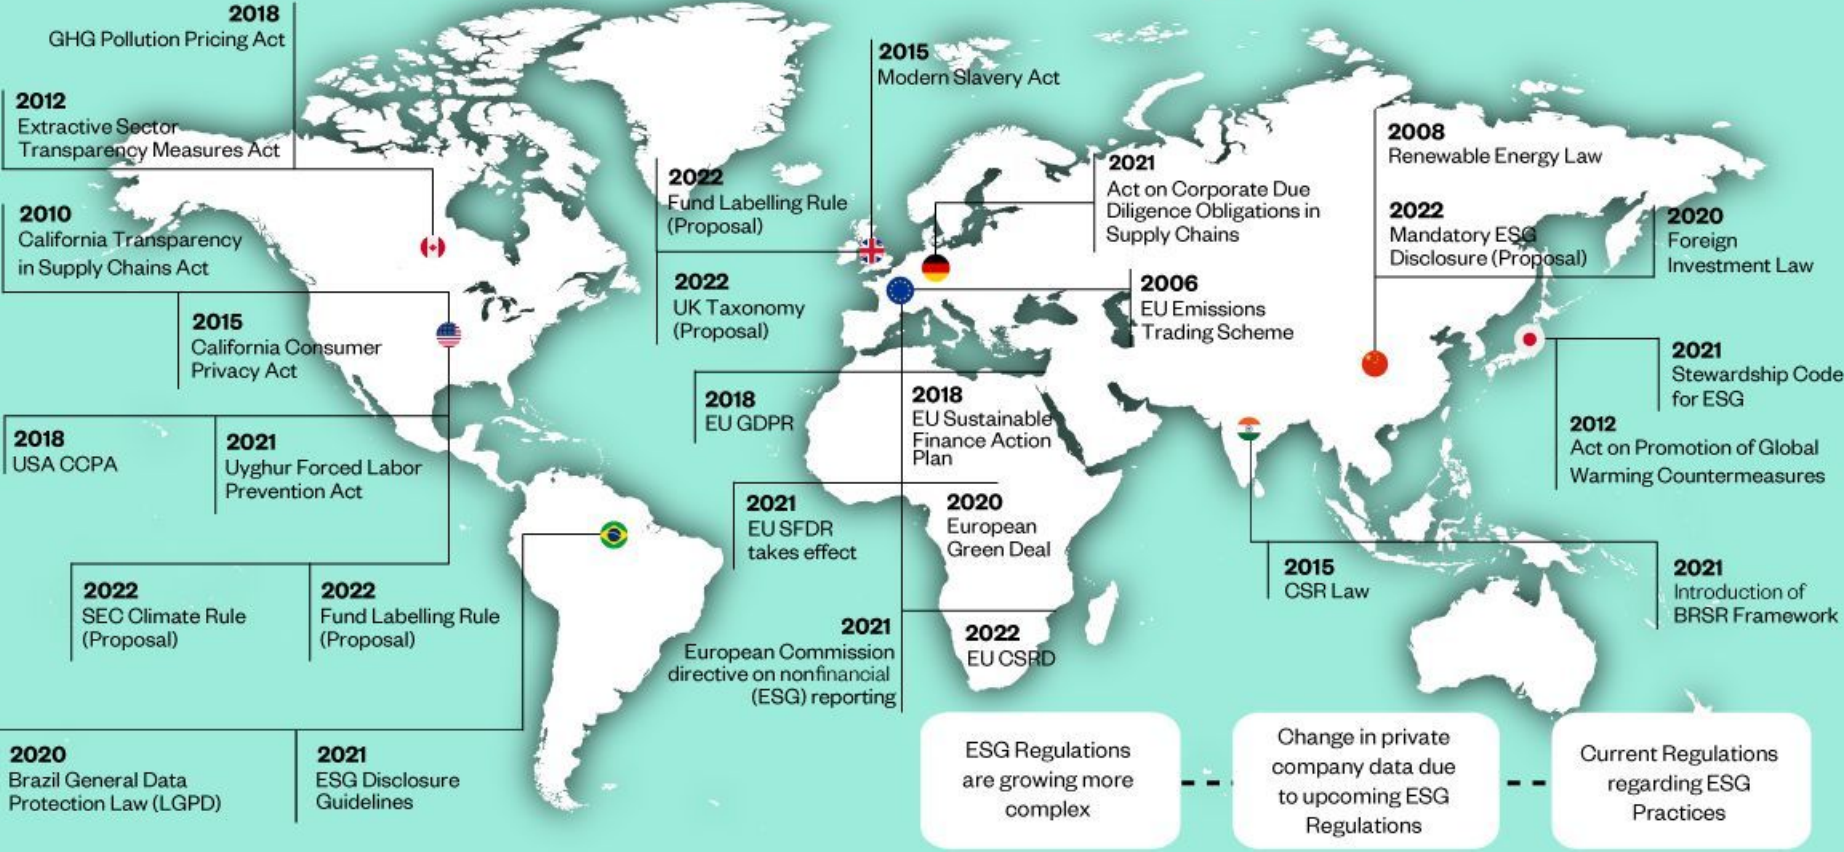 2018
GHG Pollution Pricing Act
2012
Extractive Sector
Transparency Measures Act
2010
California Transparency
in Supply Chains Act
2015
California Consumer
Privacy Act
2018
USA CCPA
2021
Uyghur Forced Labor
Prevention Act
2022
SEC Climate Rule
(Proposal)
2022
Fund Labelling Rule
(Proposal)
2020
Brazil General Data
Protection Law (LGPD)
2021
ESG Disclosure
Guidelines
2015
Modern Slavery Act
2022
Fund Labelling Rule
(Proposal)
2022
UK Taxonomy
(Proposal)
2021
Act on Corporate Due
Diligence Obligations in
Supply Chains
2006
EU Emissions
Trading Scheme
2018
EU GDPR
2018
EU Sustainable
Finance Action
Plan
2021
EU SFDR
takes effect
2020
European
Green Deal
2021
European Commission
directive on nonfinancial
(ESG) reporting
2022
EU CSRD
2008
Renewable Energy Law
2022
Mandatory ESG
Disclosure (Proposal)
2020
Foreign
Investment Law
2021
Stewardship Code
for ESG
2012
Act on Promotion of Global
Warming Countermeasures
2015
CSR Law
2021
Introduction of
BRSR Framework
ESG Regulations
are growing more
complex
Change in private
company data due
to upcoming ESG
Regulations
Current Regulations
regarding ESG
Practices